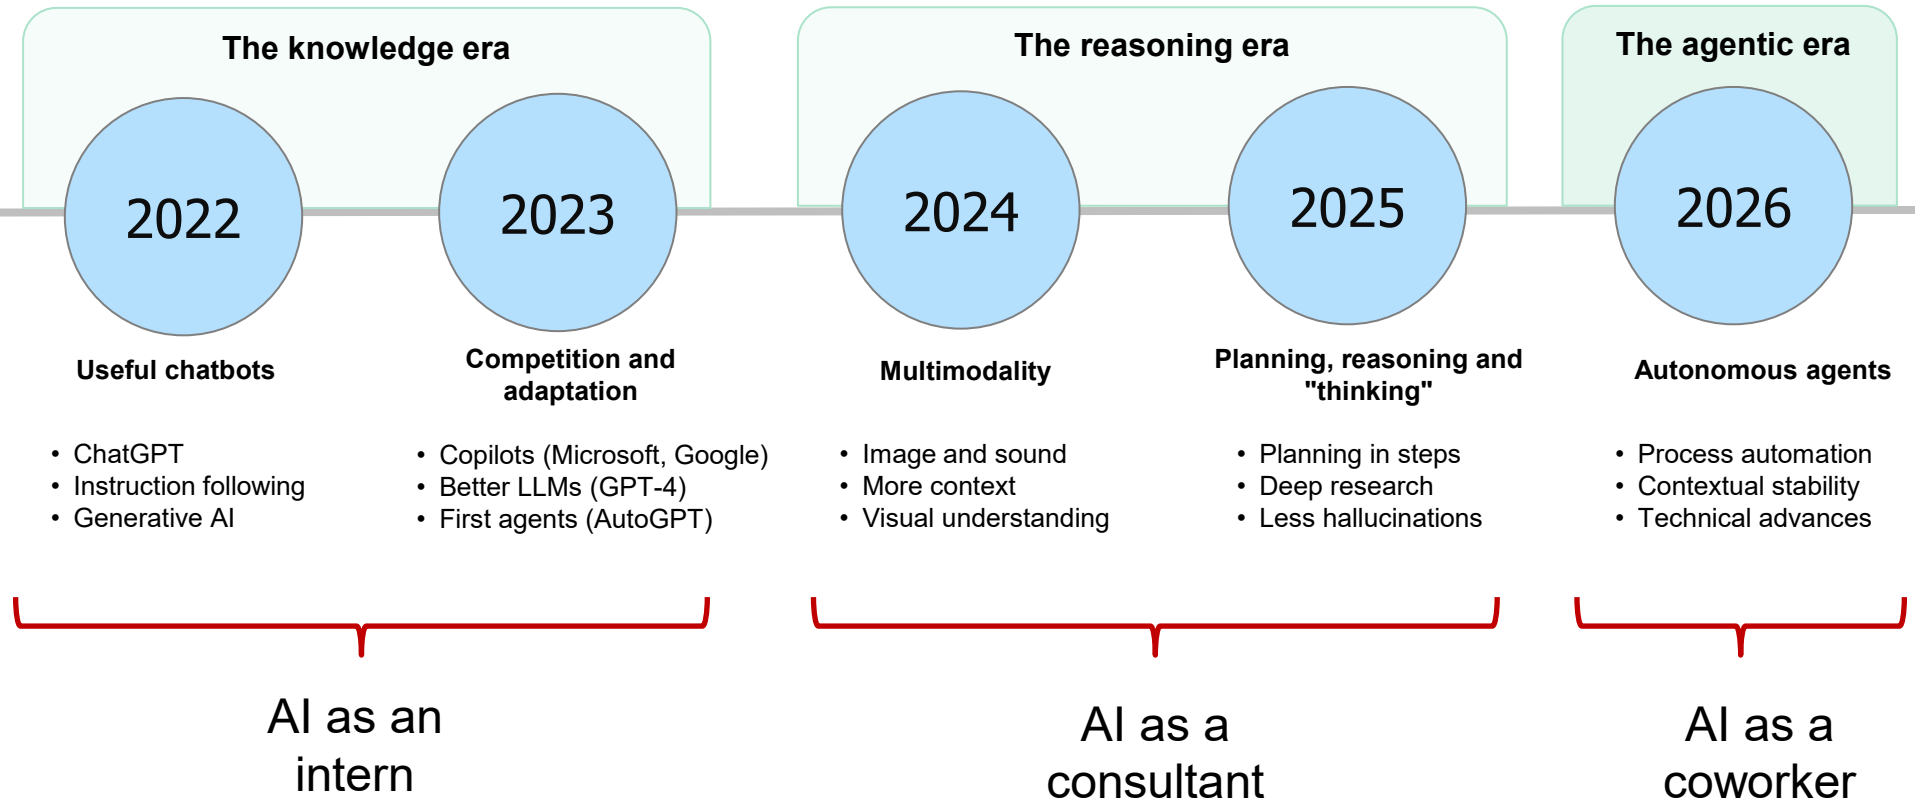 The knowledge era
The reasoning era
The agentic era
2022
2023
2024
2025
2026
Useful chatbots
Competition and
adaptation
Multimodality
Planning, reasoning and
"thinking"
Autonomous agents
• ChatGPT
• Instruction following
• Generative AI
• Copilots (Microsoft, Google)
• Better LLMs (GPT-4)
• First agents (AutoGPT)
• Image and sound
• More context
• Visual understanding
• Planning in steps
• Deep research
• Less hallucinations
• Process automation
• Contextual stability
• Technical advances
AI as an
intern
AI as a
consultant
AI as a
coworker